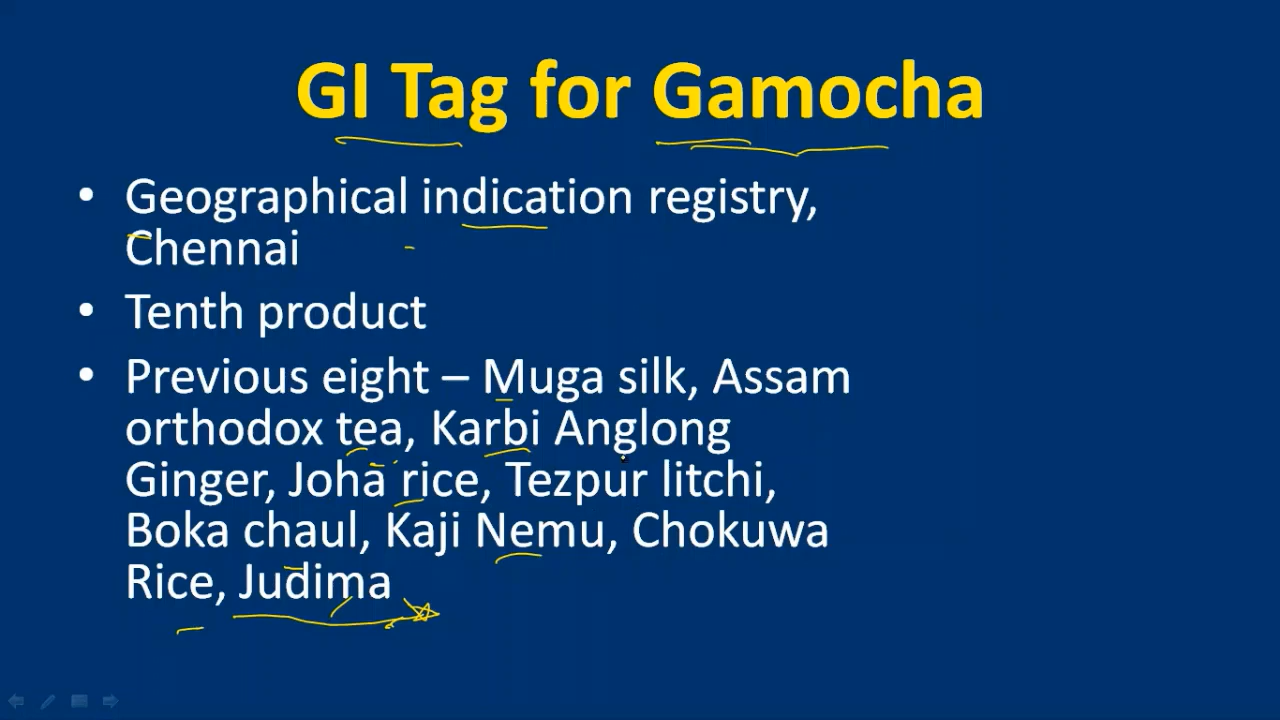 GI Tag for Gamocha
• Geographical indication registry,
Chennai
• Tenth product
• Previous eight – Muga silk, Assam
orthodox tea, Karbi Anglong
Ginger, Joha rice, Tezpur litchi,
Boka chaul, Kaji Nemu, Chokuwa
Rice, Judima